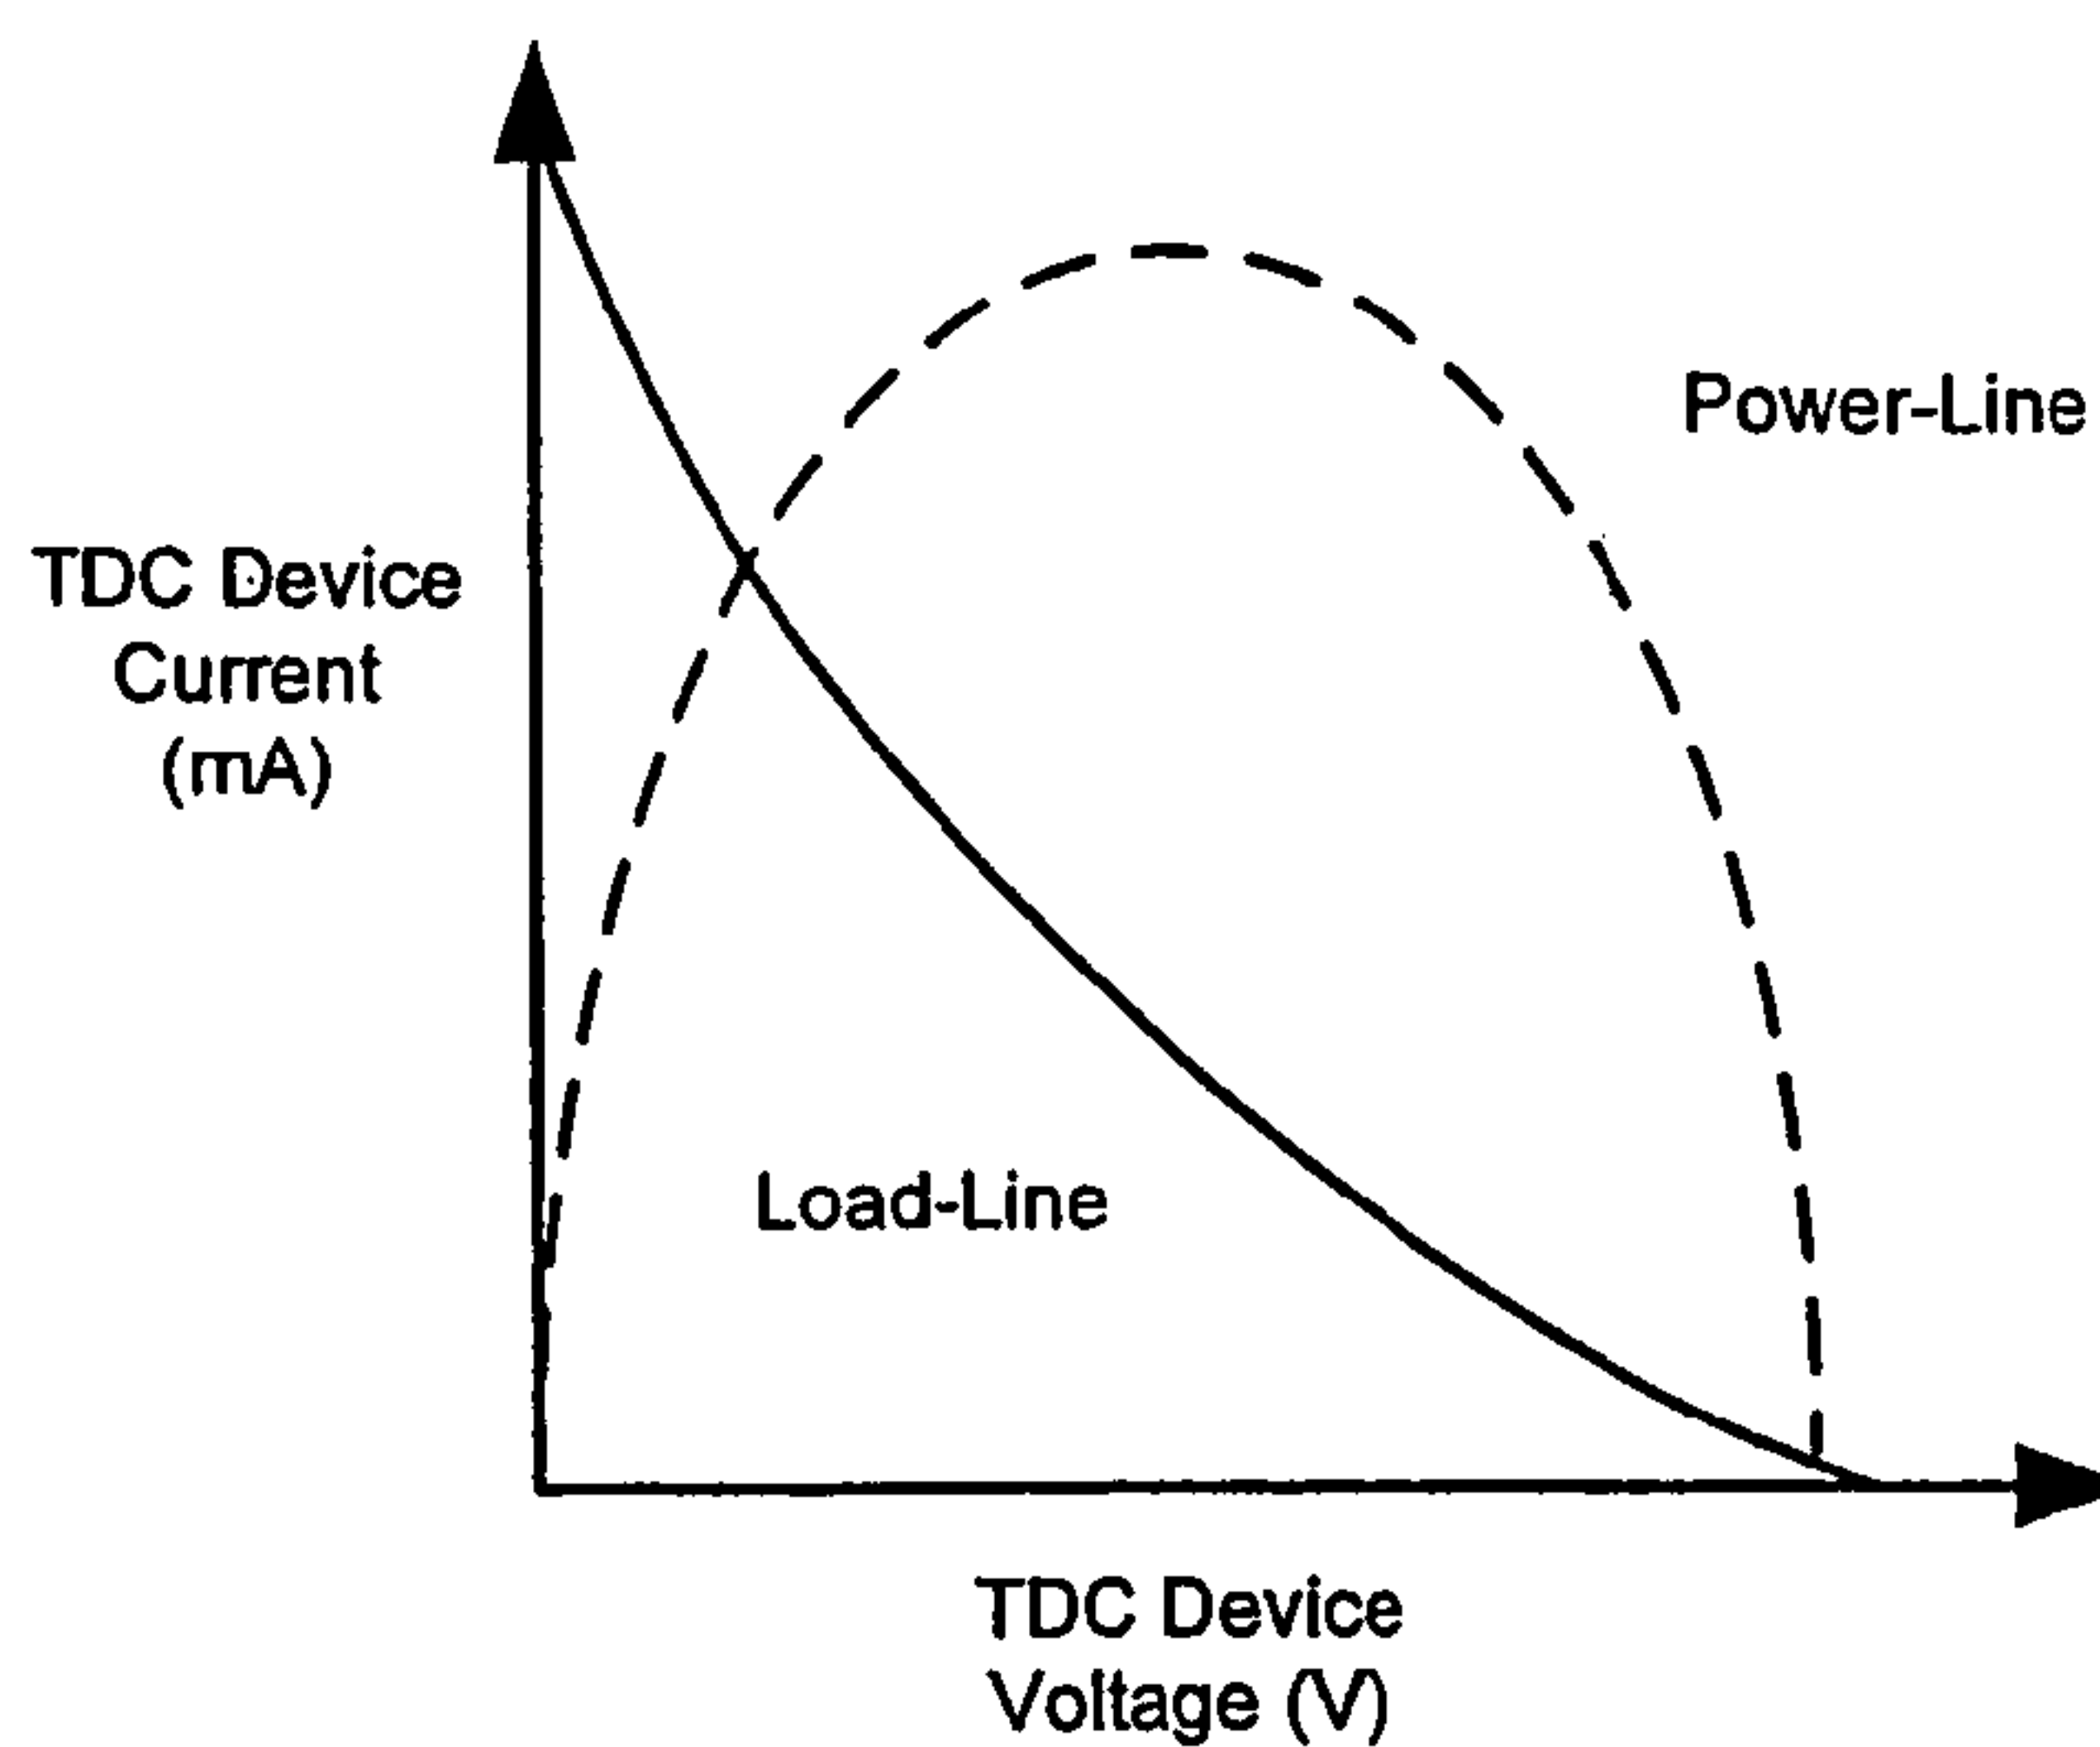 Power-Line
TDC Device
Current
(mA)
Load-Line
TDC Device
Voltage (V)